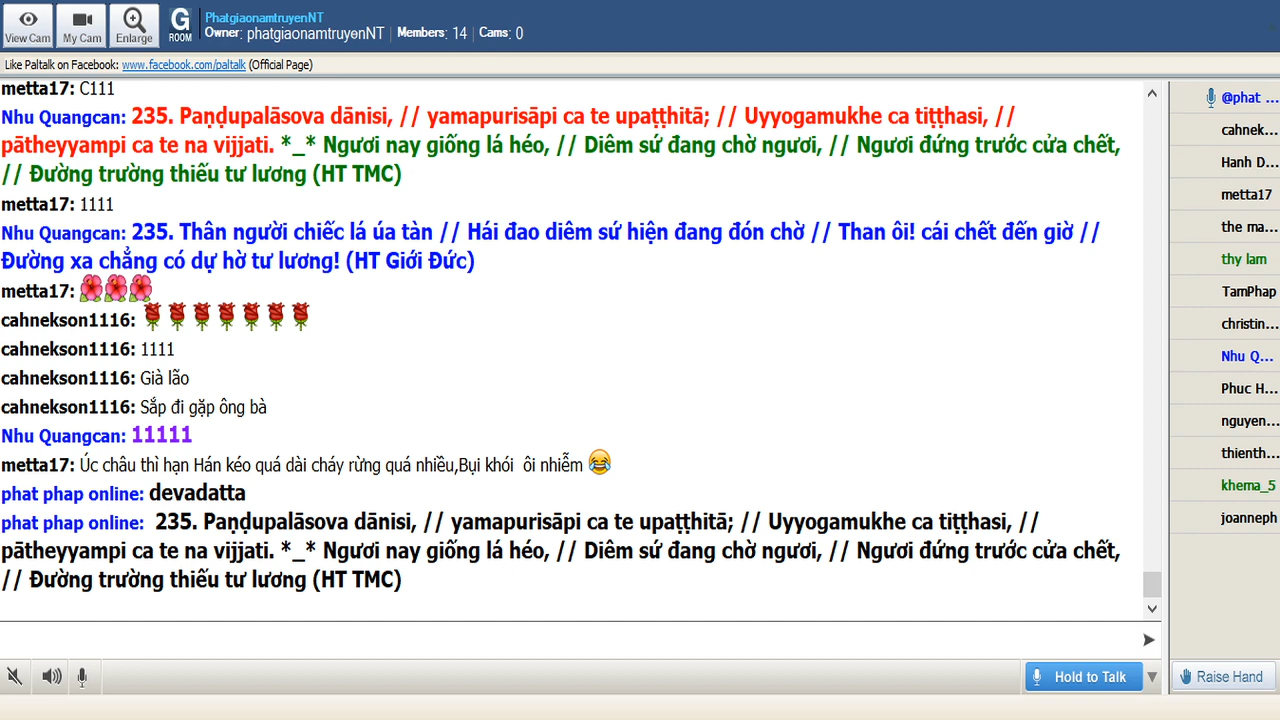 View Cam
My Cam
Enlarge
G
ROOM
PhatgiaonamtruyenNT
Owner: phatgiaonamtruyenNT | Members: 14 | Cams: 0
Like Paltalk on Facebook: www.facebook.com/paltalk (Official Page)
metta17: C111
Nhu Quangcan: 235. Paṇḍupalāsova dānisi, // yamapurisāpi ca te upaṭṭhitā; // Uyyogamukhe ca tiṭṭhasi, //
pātheyyampi ca te na vijjati. *_* Ngươi nay giống lá héo, // Diêm sứ đang chờ ngươi, // Ngươi đứng trước cửa chết,
// Đường trường thiếu tư lương (HT TMC)
metta17: 1111
Nhu Quangcan: 235. Thân người chiếc lá úa tàn // Hái đao diêm sứ hiện đang đón chờ // Than ôi! cái chết đến giờ //
Đường xa chẳng có dự hờ tư lương! (HT Giới Đức)
metta17:
cahnekson1116:
cahnekson1116: 1111
cahnekson1116: Già lão
cahnekson1116: Sắp đi gặp ông bà
Nhu Quangcan: 11111
metta17: Úc châu thì hạn Hán kéo quá dài cháy rừng quá nhiều,Bụi khói  ôi nhiễm
phat phap online: devadatta
phat phap online: 235. Paṇḍupalāsova dānisi, // yamapurisāpi ca te upaṭṭhitā; // Uyyogamukhe ca tiṭṭhasi, //
pātheyyampi ca te na vijjati. *_* Ngươi nay giống lá héo, // Diêm sứ đang chờ ngươi, // Ngươi đứng trước cửa chết,
// Đường trường thiếu tư lương (HT TMC)
@phat ...
cahnek...
Hanh D...
metta17
the ma...
thy lam
TamPhap
christin...
Nhu Q...
Phuc H...
nguyen...
thienth...
khema_5
joanneph
Hold to Talk
Raise Hand